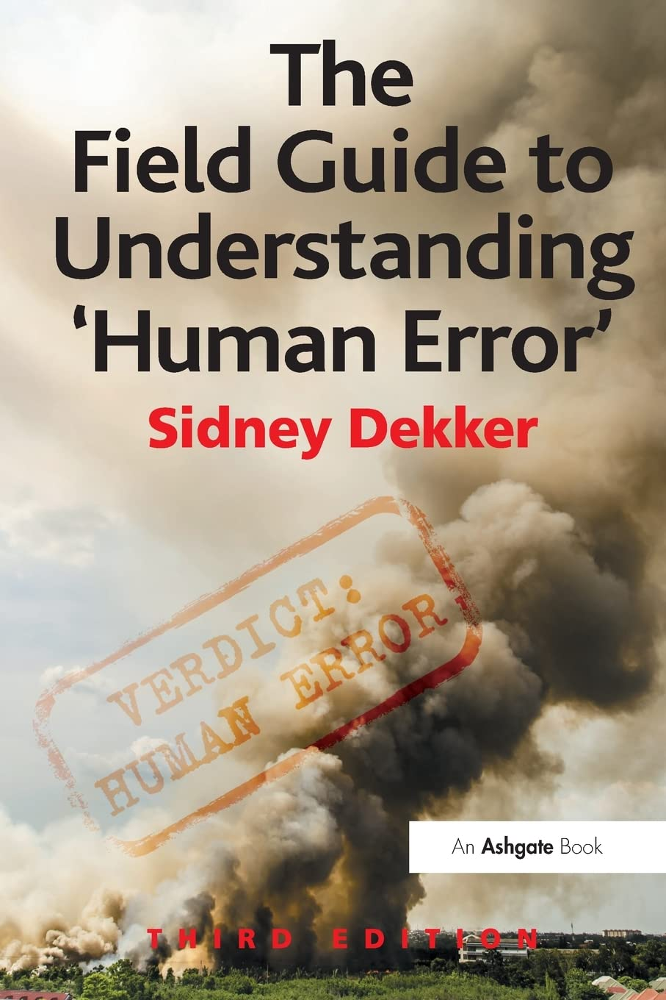 The
Field Guide to
Understanding
‘Human Error’
Sidney Dekker
VERDICT:
HUMAN ERROR
An Ashgate Book
THIRD EDITION